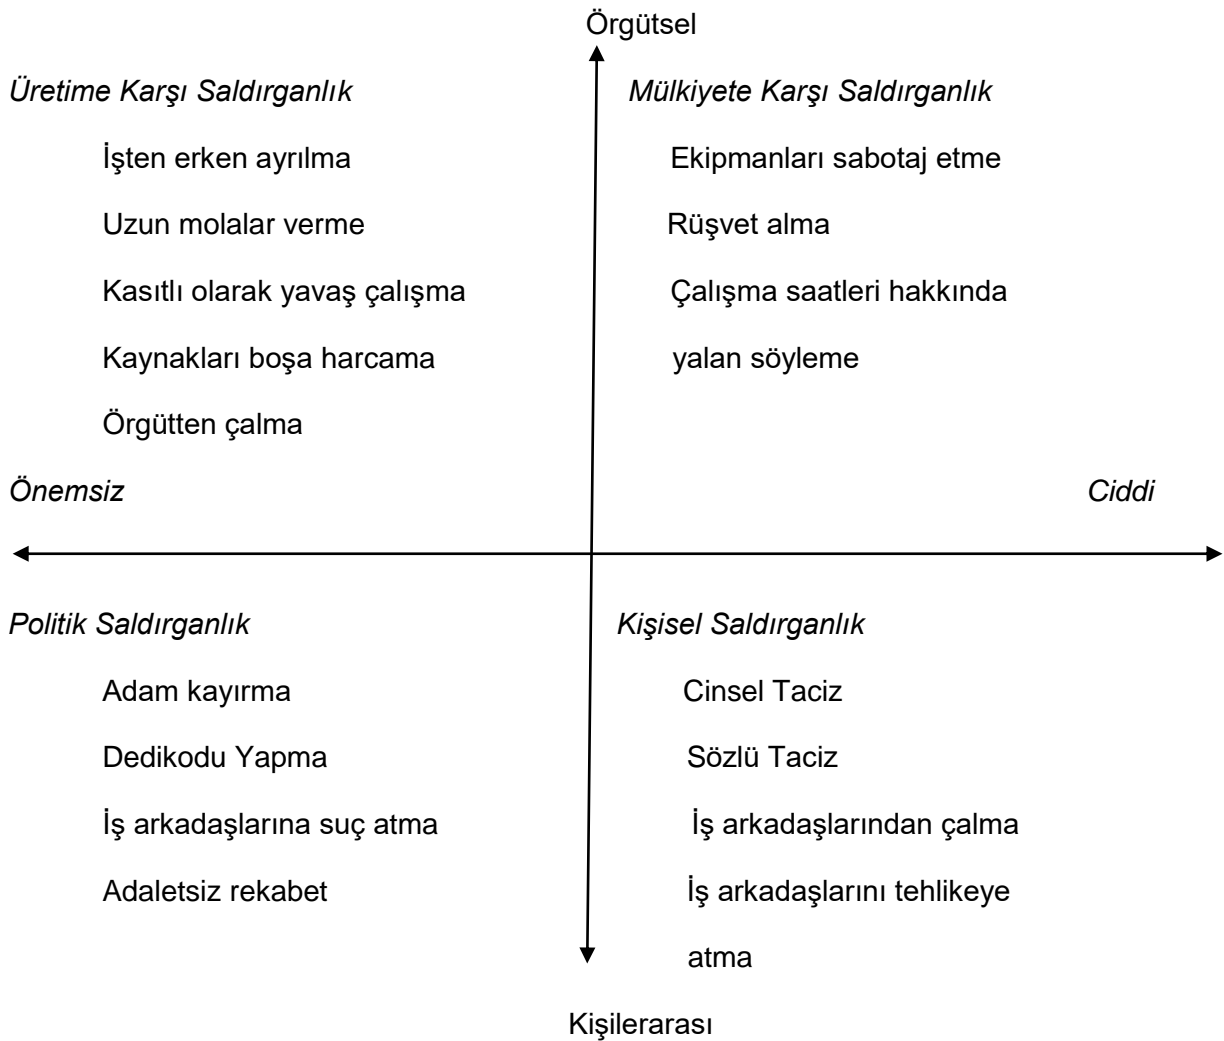 Örgütsel
Üretime Karşı Saldırganlık
Mülkiyete Karşı Saldırganlık
İşten erken ayrılma
Ekipmanları sabotaj etme
Uzun molalar verme
Rüşvet alma
Kasıtlı olarak yavaş çalışma
Çalışma saatleri hakkında
Kaynakları boşa harcama
yalan söyleme
Örgütten çalma
Önemsiz
Ciddi
Politik Saldırganlık
Kişisel Saldırganlık
Adam kayırma
Cinsel Taciz
Dedikodu Yapma
Sözlü Taciz
İş arkadaşlarına suç atma
İş arkadaşlarından çalma
Adaletsiz rekabet
İş arkadaşlarını tehlikeye
atma
Kişilerarası